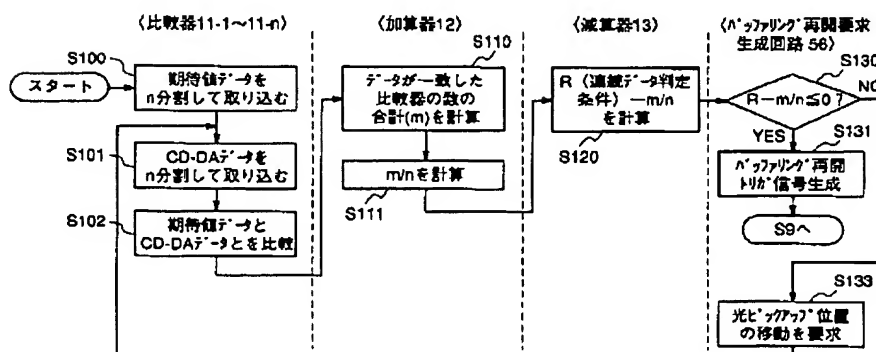 〈比較器11-1〜11-n〉
S100
スタート
期待値データを
n分割して取り込む
S101
CD-DAデータを
n分割して取り込む
S102
期待データと
CD-DAデータとを比較
〈加算器12〉
S110
データが一致した
比較器の数の
合計(m)を計算
m/nを計算
S111
〈減算器13〉
R(連続データ判定
条件)−m/n
を計算
S120
〈バッファリング再開要求
生成回路56〉
S130
R−m/n≦0?
NO
YES
S131
バッファリング再開
トリガ信号生成
S9へ
S133
光ピックアップ位置
の移動を要求